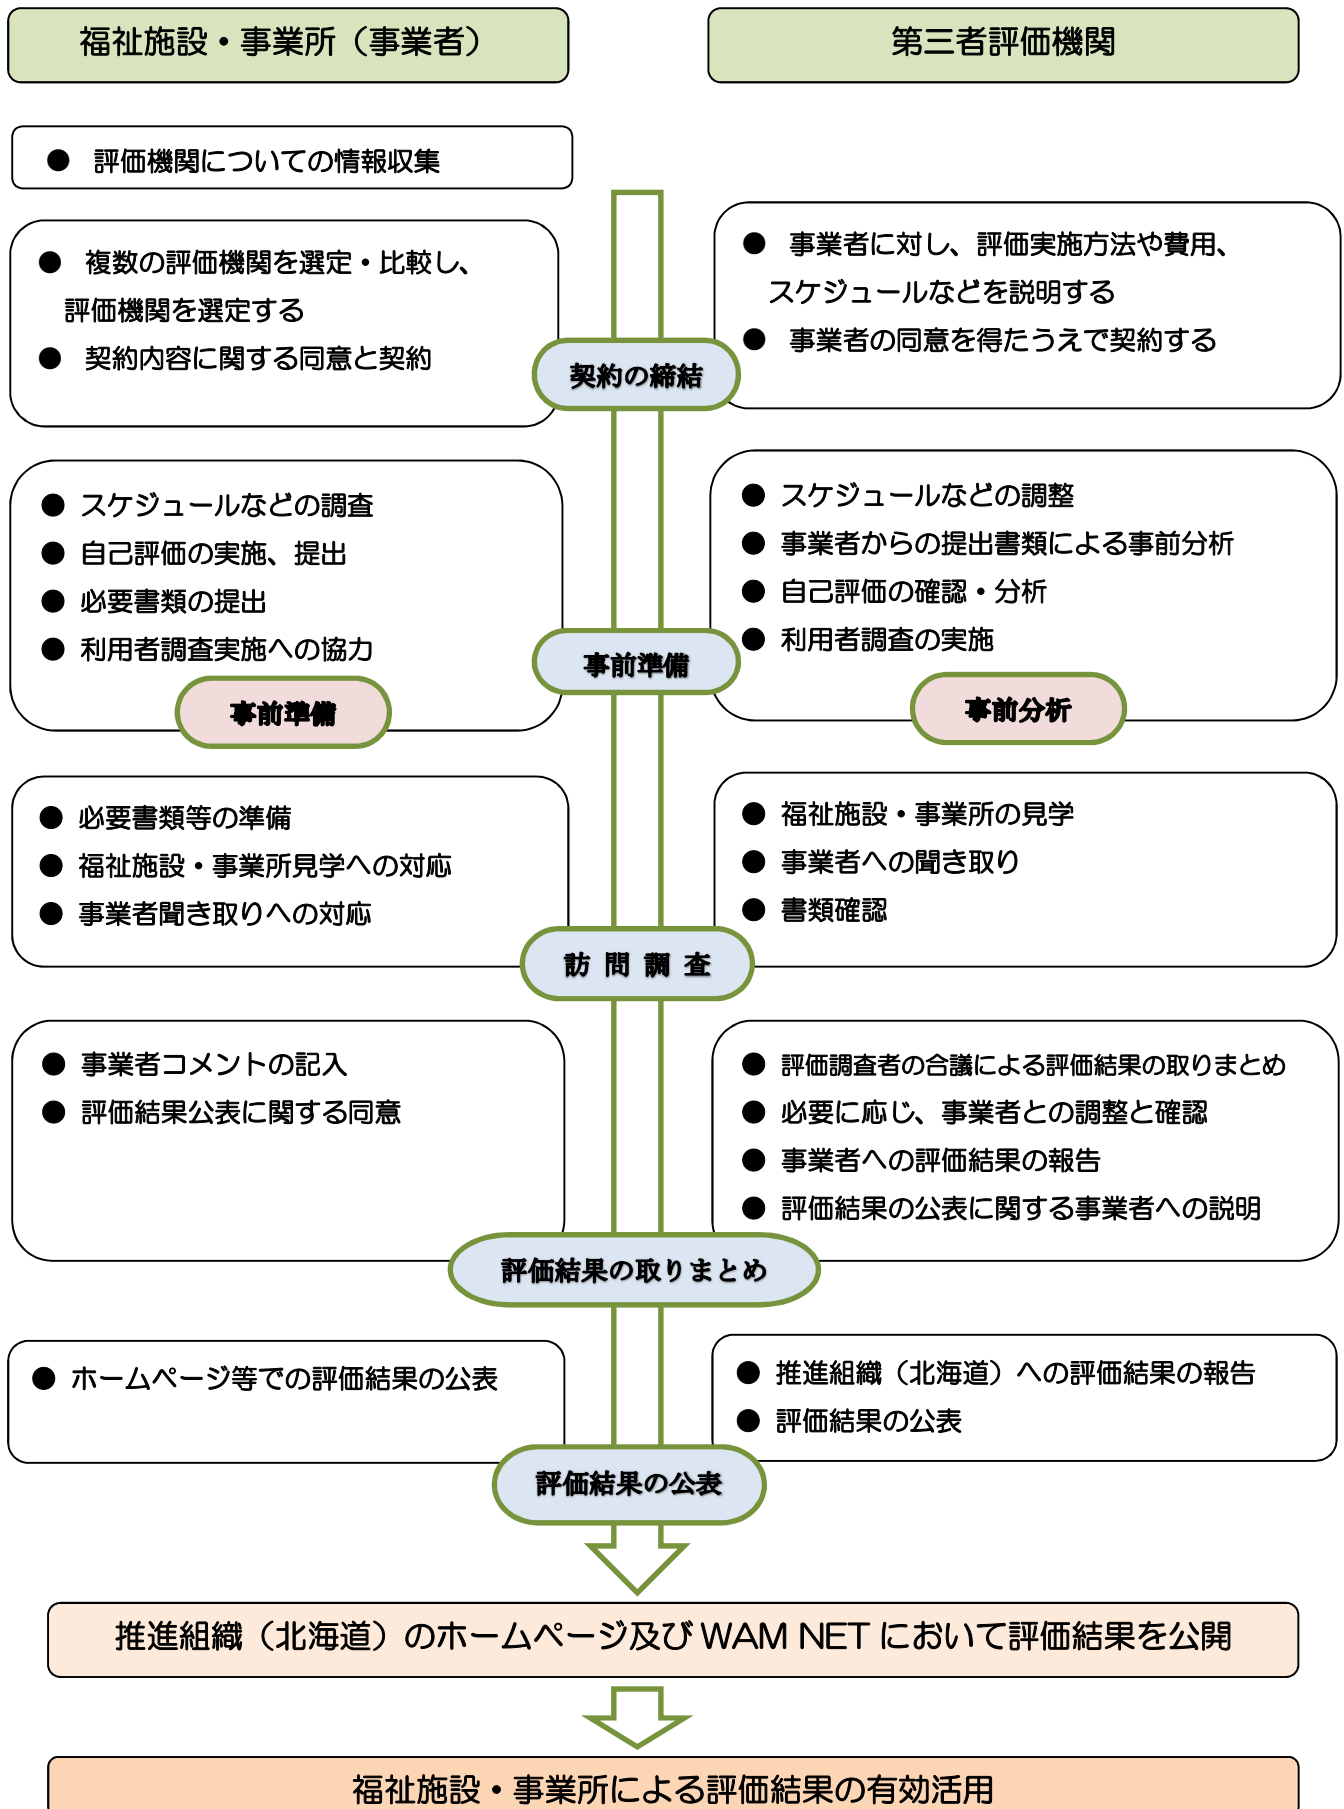 福祉施設・事業所（事業者）
第三者評価機関
● 評価機関についての情報収集
● 複数の評価機関を選定・比較し、
評価機関を選定する
● 契約内容に関する同意と契約
● 事業者に対し、評価実施方法や費用、
スケジュールなどを説明する
● 事業者の同意を得たうえで契約する
契約の締結
● スケジュールなどの調査
● 自己評価の実施、提出
● 必要書類の提出
● 利用者調査実施への協力
事前準備
● スケジュールなどの調整
● 事業者からの提出書類による事前分析
● 自己評価の確認・分析
● 利用者調査の実施
事前分析
事前準備
● 必要書類等の準備
● 福祉施設・事業所見学への対応
● 事業者聞き取りへの対応
● 福祉施設・事業所の見学
● 事業者への聞き取り
● 書類確認
訪 問 調 査
● 事業者コメントの記入
● 評価結果公表に関する同意
● 評価調査者の合議による評価結果の取りまとめ
● 必要に応じ、事業者との調整と確認
● 事業者への評価結果の報告
● 評価結果の公表に関する事業者への説明
評価結果の取りまとめ
● ホームページ等での評価結果の公表
● 推進組織（北海道）への評価結果の報告
● 評価結果の公表
評価結果の公表
推進組織（北海道）のホームページ及び WAM NET において評価結果を公開
福祉施設・事業所による評価結果の有効活用